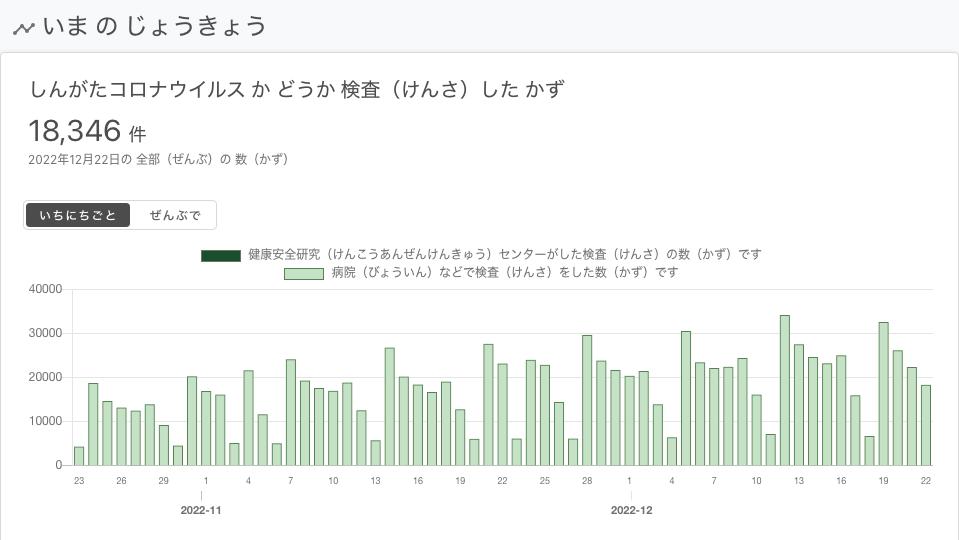 いま の じょうきょう
しんがたコロナウイルス か どうか 検査（けんさ）した かず
18,346 件
2022年12月22日の 全部（ぜんぶ）の 数（かず）
いちにちごと ぜんぶで
健康安全研究（けんこうあんぜんけんきゅう）センターがした検査（けんさ）の数（かず）です
病院（びょういん）などで検査（けんさ）をした数（かず）です
40000
30000
20000
10000
0
23 26 29 1 4 7 10 13 16 19 22 25 28 1 4 7 10 13 16 19 22
2022-11 2022-12